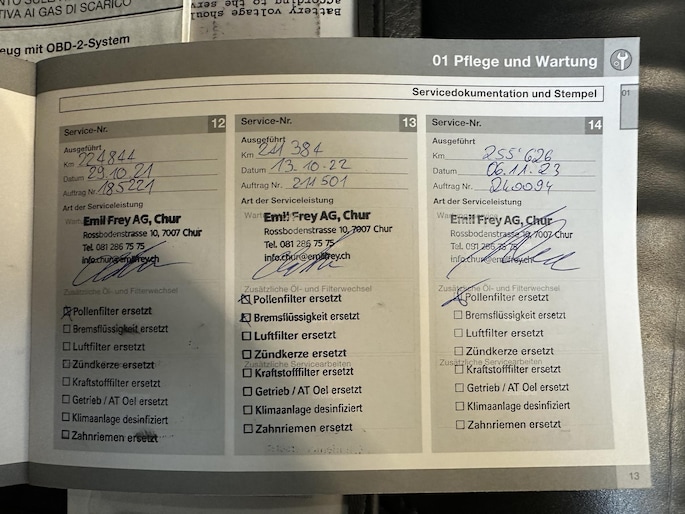 TIVA AI GAS DI SCARICO
Battery voltage should
according to the
eug mit OBD-2-System
01 Pflege und Wartung
Servicedokumentation und Stempel
01
Service-Nr. 12
Ausgeführt
Km 224844
Datum 29.10.21
Auftrag Nr. 185221
Art der Serviceleistung
Emil Frey AG, Chur
Rossbodenstrasse 10, 7007 Chur
Tel. 081 286 75 75
info.chur@emilfrey.ch
Zusätzliche Öl- und Filterwechsel
Pollenfilter ersetzt
Bremsflüssigkeit ersetzt
Luftfilter ersetzt
Zündkerze ersetzt
Kraftstofffilter ersetzt
Getrieb / AT Oel ersetzt
Klimaanlage desinfiziert
Zahnriemen ersetzt
Service-Nr. 13
Ausgeführt
Km 241 384
Datum 13.10.22
Auftrag Nr. 211501
Art der Serviceleistung
Emil Frey AG, Chur
Rossbodenstrasse 10, 7007 Chur
Tel. 081 286 75 75
info.chur@emilfrey.ch
Zusätzliche Öl- und Filterwechsel
Pollenfilter ersetzt
Bremsflüssigkeit ersetzt
Luftfilter ersetzt
Zündkerze ersetzt
Zusätzliche Servicearbeiten
Kraftstofffilter ersetzt
Getrieb / AT Oel ersetzt
Klimaanlage desinfiziert
Zahnriemen ersetzt
Service-Nr. 14
Ausgeführt
Km 255'626
Datum 06.11.23
Auftrag Nr. 240094
Art der Serviceleistung
Emil Frey AG, Chur
Rossbodenstrasse 10, 7007 Chur
Tel. 081 286 75 75
info.chur@emilfrey.ch
Zusätzliche Öl- und Filterwechsel
Pollenfilter ersetzt
Bremsflüssigkeit ersetzt
Luftfilter ersetzt
Zündkerze ersetzt
Zusätzliche Servicearbeiten
Kraftstofffilter ersetzt
Getrieb / AT Oel ersetzt
Klimaanlage desinfiziert
Zahnriemen ersetzt
13